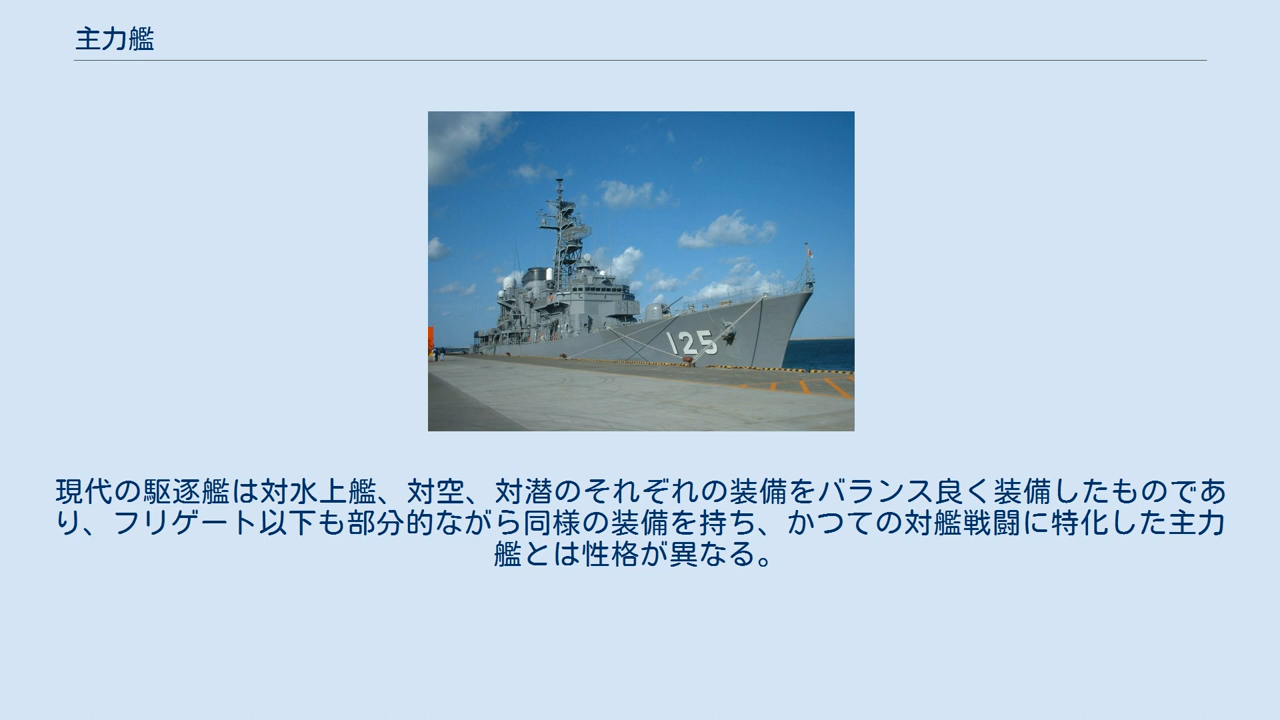 主力艦
125
現代の駆逐艦は対水上艦、対空、対潜のそれぞれの装備をバランス良く装備したものであ
り、フリゲート以下も部分的ながら同様の装備を持ち、かつての対艦戦闘に特化した主力
艦とは性格が異なる。